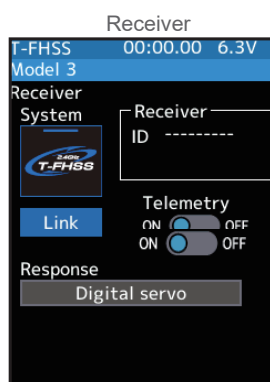 Receiver
T-FHSS 00:00.00 6.3V
Model 3
Receiver
System
Receiver
ID ---------
2.4GHz
T-FHSS
Telemetry
ON OFF
ON OFF
Link
Response
Digital servo